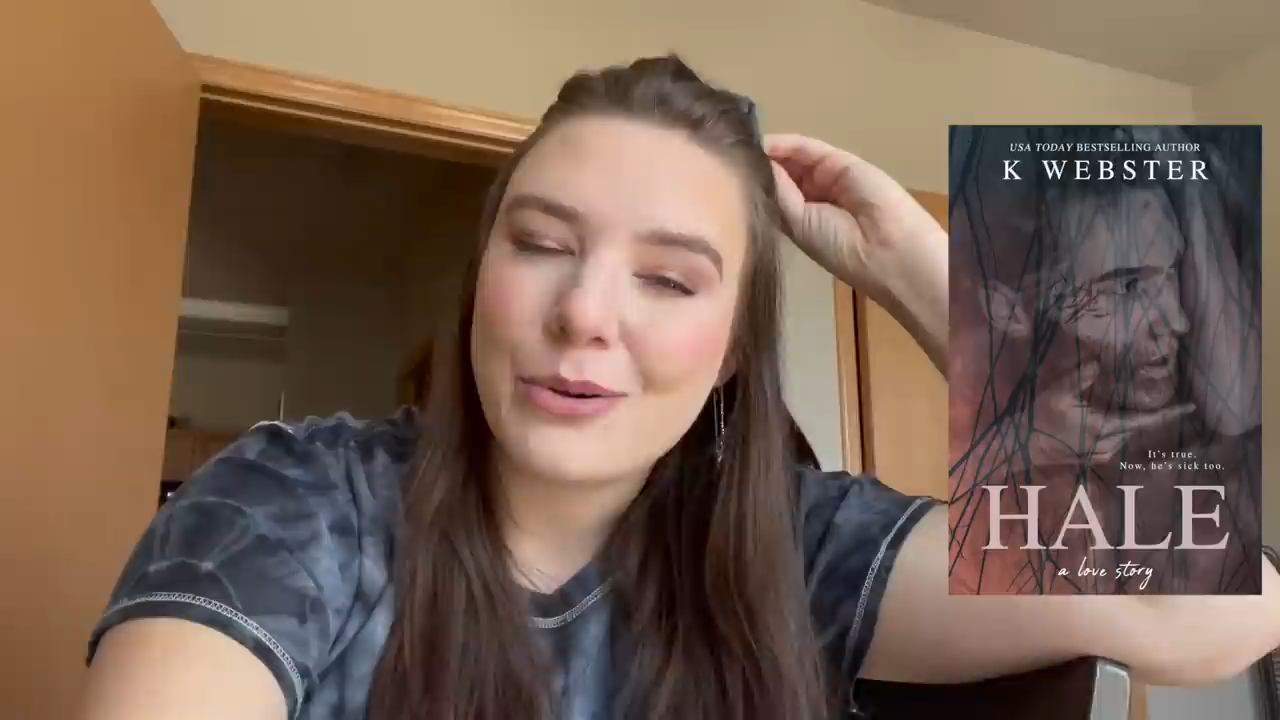 USA TODAY BESTSELLING AUTHOR
K WEBSTER
It's true.
Now, he's sick too.
HALE
a love story